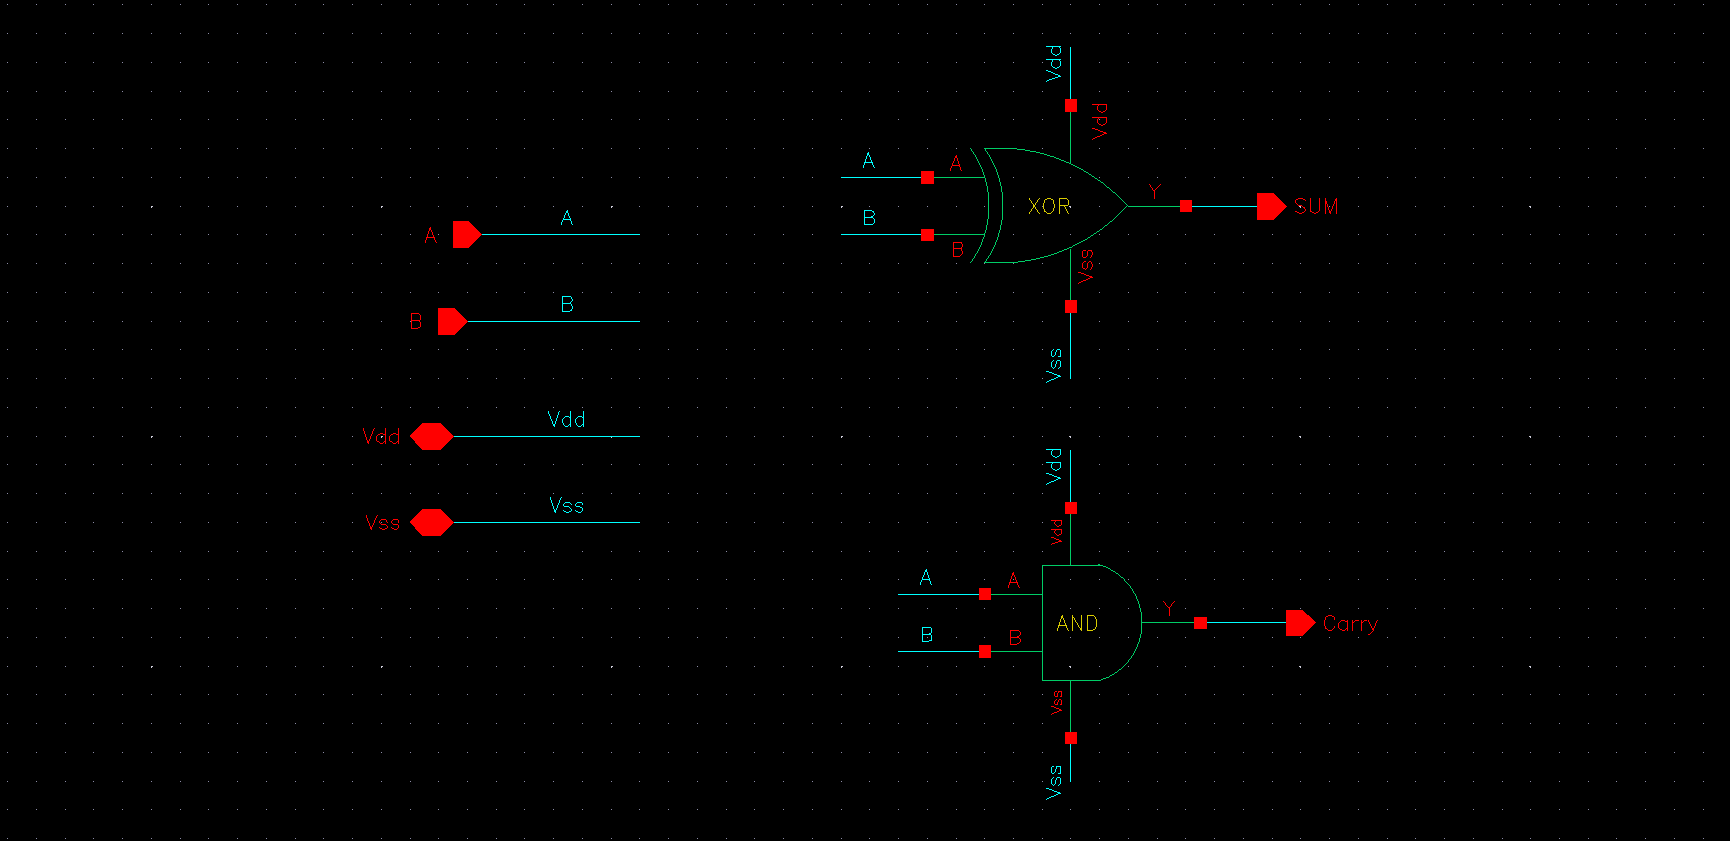 A
A
B
B
Vdd
Vdd
Vss
Vss
Vdd
Vdd
A
A
B
B
XOR
Y
SUM
Vss
Vss
Vdd
Vdd
A
A
B
B
AND
Y
Carry
Vss
Vss